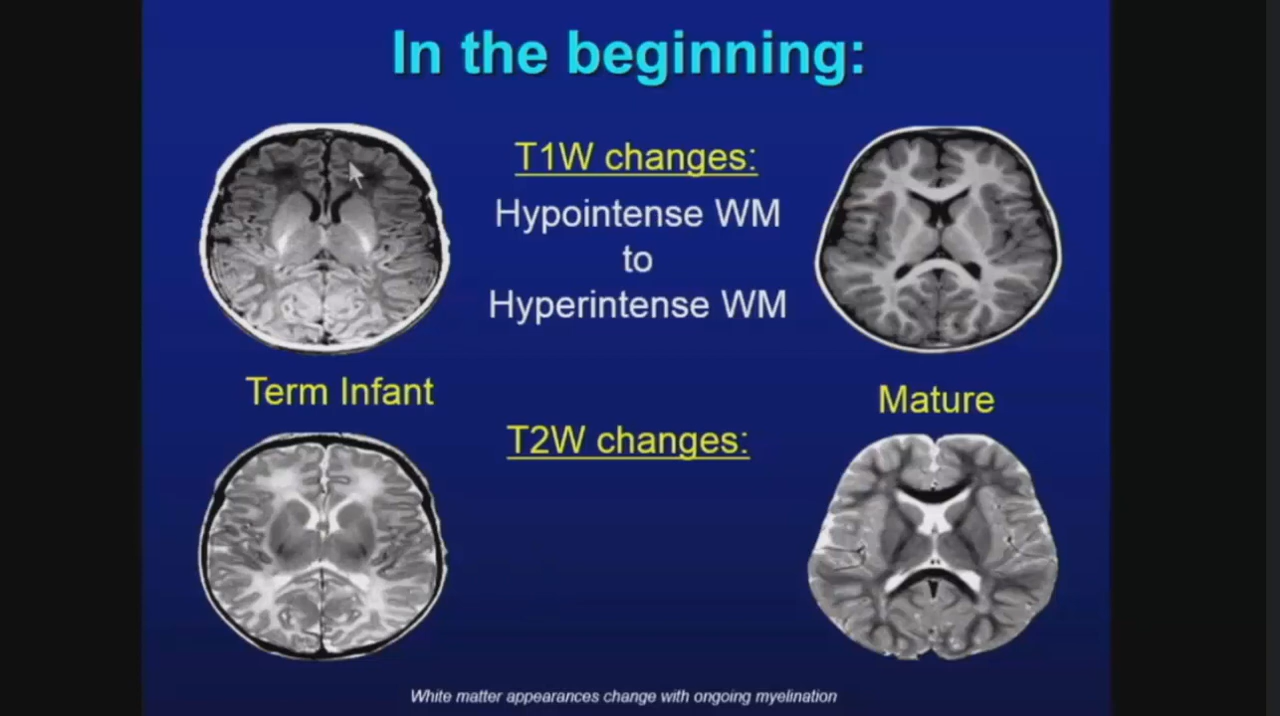 In the beginning:
T1W changes:
Hypointense WM
to
Hyperintense WM
Term Infant
Mature
T2W changes:
White matter appearances change with ongoing myelination